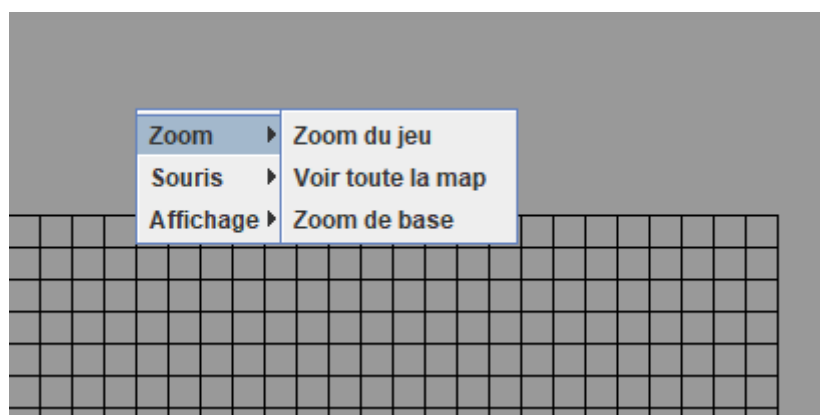 Zoom
Souris
Affichage
Zoom du jeu
Voir toute la map
Zoom de base